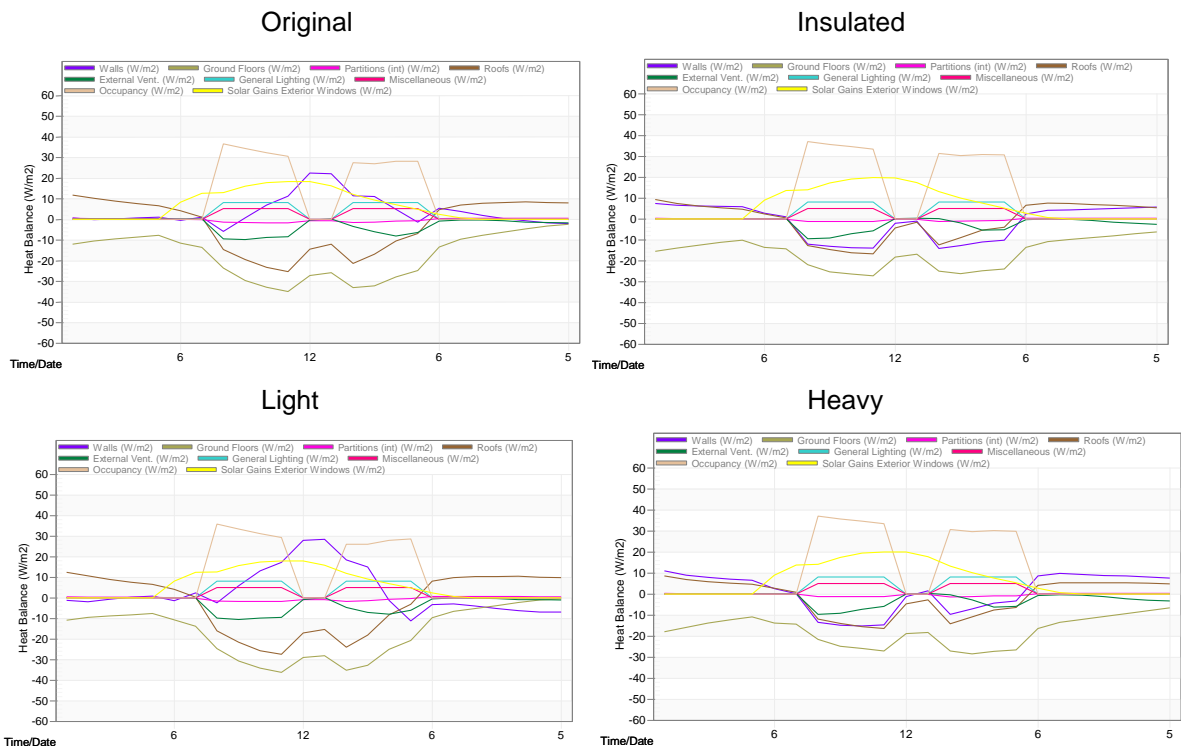 Original
Walls (W/m2) Ground Floors (W/m2) Partitions (int) (W/m2) Roofs (W/m2)
External Vent. (W/m2) General Lighting (W/m2) Miscellaneous (W/m2)
Occupancy (W/m2) Solar Gains Exterior Windows (W/m2)
60
50
40
30
20
10
0
-10
-20
-30
-40
-50
-60
Heat Balance (W/m2)
6 12 6 5
Time/Date
Insulated
Walls (W/m2) Ground Floors (W/m2) Partitions (int) (W/m2) Roofs (W/m2)
External Vent. (W/m2) General Lighting (W/m2) Miscellaneous (W/m2)
Occupancy (W/m2) Solar Gains Exterior Windows (W/m2)
60
50
40
30
20
10
0
-10
-20
-30
-40
-50
-60
Heat Balance (W/m2)
6 12 6 5
Time/Date
Light
Walls (W/m2) Ground Floors (W/m2) Partitions (int) (W/m2) Roofs (W/m2)
External Vent. (W/m2) General Lighting (W/m2) Miscellaneous (W/m2)
Occupancy (W/m2) Solar Gains Exterior Windows (W/m2)
60
50
40
30
20
10
0
-10
-20
-30
-40
-50
-60
Heat Balance (W/m2)
6 12 6 5
Time/Date
Heavy
Walls (W/m2) Ground Floors (W/m2) Partitions (int) (W/m2) Roofs (W/m2)
External Vent. (W/m2) General Lighting (W/m2) Miscellaneous (W/m2)
Occupancy (W/m2) Solar Gains Exterior Windows (W/m2)
60
50
40
30
20
10
0
-10
-20
-30
-40
-50
-60
Heat Balance (W/m2)
6 12 6 5
Time/Date